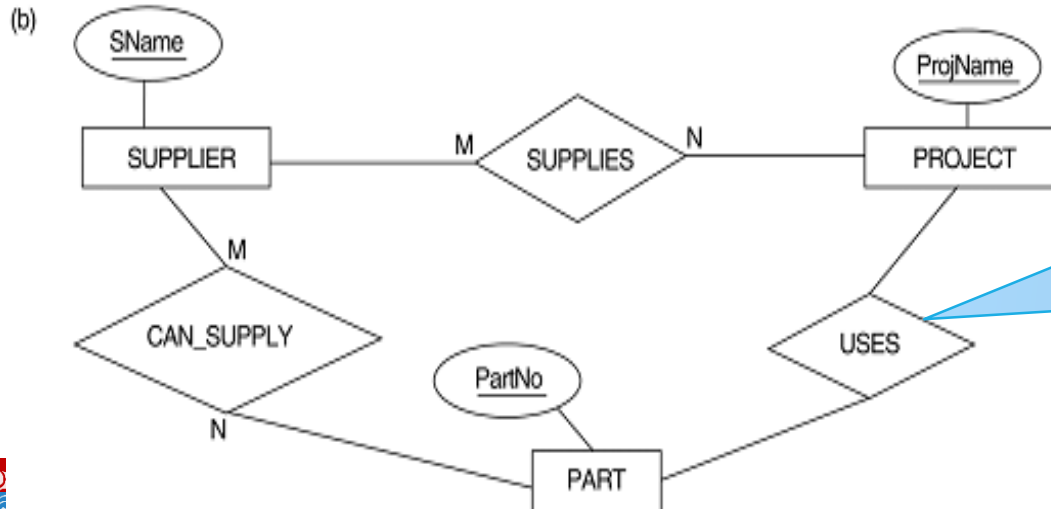 (b)
SName
ProjName
SUPPLIER
M
SUPPLIES
N
PROJECT
M
CAN_SUPPLY
USES
PartNo
N
PART